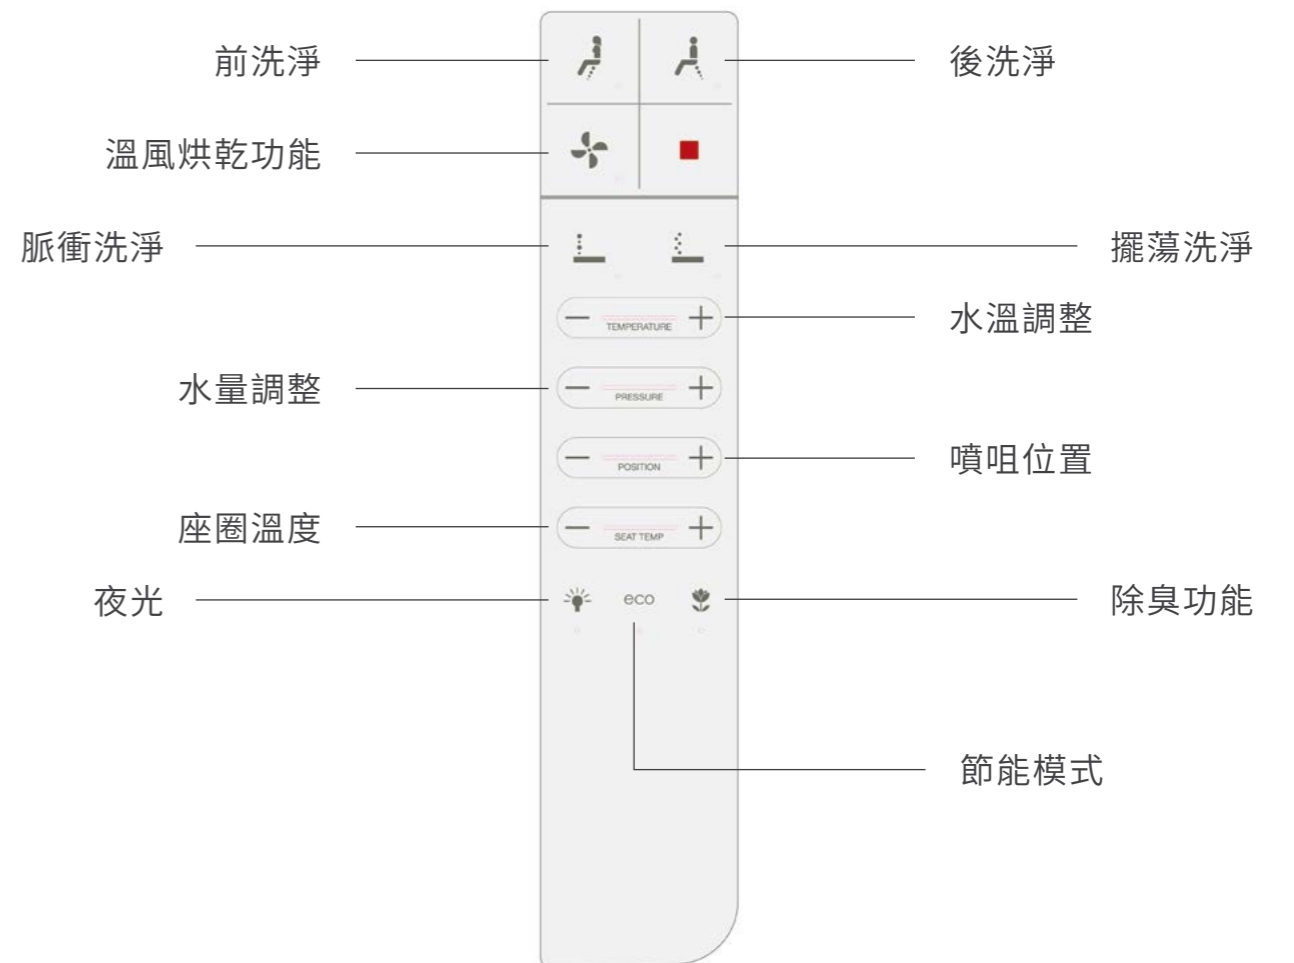 前洗淨
後洗淨
溫風烘乾功能
脈衝洗淨
擺蕩洗淨
TEMPERATURE
水溫調整
水量調整
PRESSURE
POSITION
噴咀位置
座圈溫度
SEAT TEMP
夜光
eco
除臭功能
節能模式